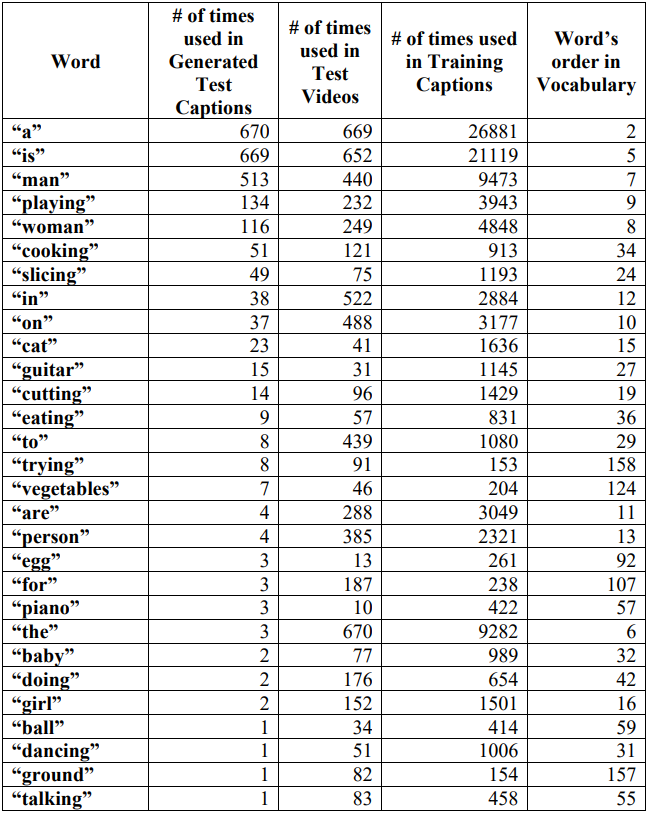 Word | # of times used in Generated Test Captions | # of times used in Test Videos | # of times used in Training Captions | Word’s order in Vocabulary
“a” 670 669 26881 2
“is” 669 652 21119 5
“man” 513 440 9473 7
“playing” 134 232 3943 9
“woman” 116 249 4848 8
“cooking” 51 121 913 34
“slicing” 49 75 1193 24
“in” 38 522 2884 12
“on” 37 488 3177 10
“cat” 23 41 1636 15
“guitar” 15 31 1145 27
“cutting” 14 96 1429 19
“eating” 9 57 831 36
“to” 8 439 1080 29
“trying” 8 91 153 158
“vegetables” 7 46 204 124
“are” 4 288 3049 11
“person” 4 385 2321 13
“egg” 3 13 261 92
“for” 3 187 238 107
“piano” 3 10 422 57
“the” 3 670 9282 6
“baby” 2 77 989 32
“doing” 2 176 654 42
“girl” 2 152 1501 16
“ball” 1 34 414 59
“dancing” 1 51 1006 31
“ground” 1 82 154 157
“talking” 1 83 458 55